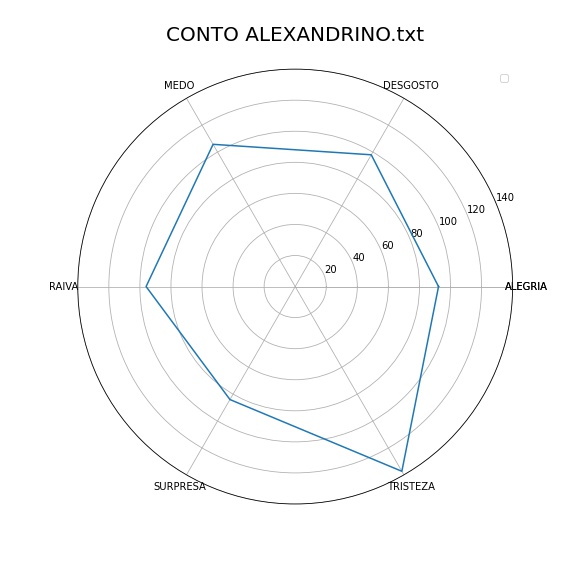 CONTO ALEXANDRINO.txt
MEDO
DESGOSTO
140
120
100
80
60
40
20
RAIVA
ALEGRIA
SURPRESA
TRISTEZA